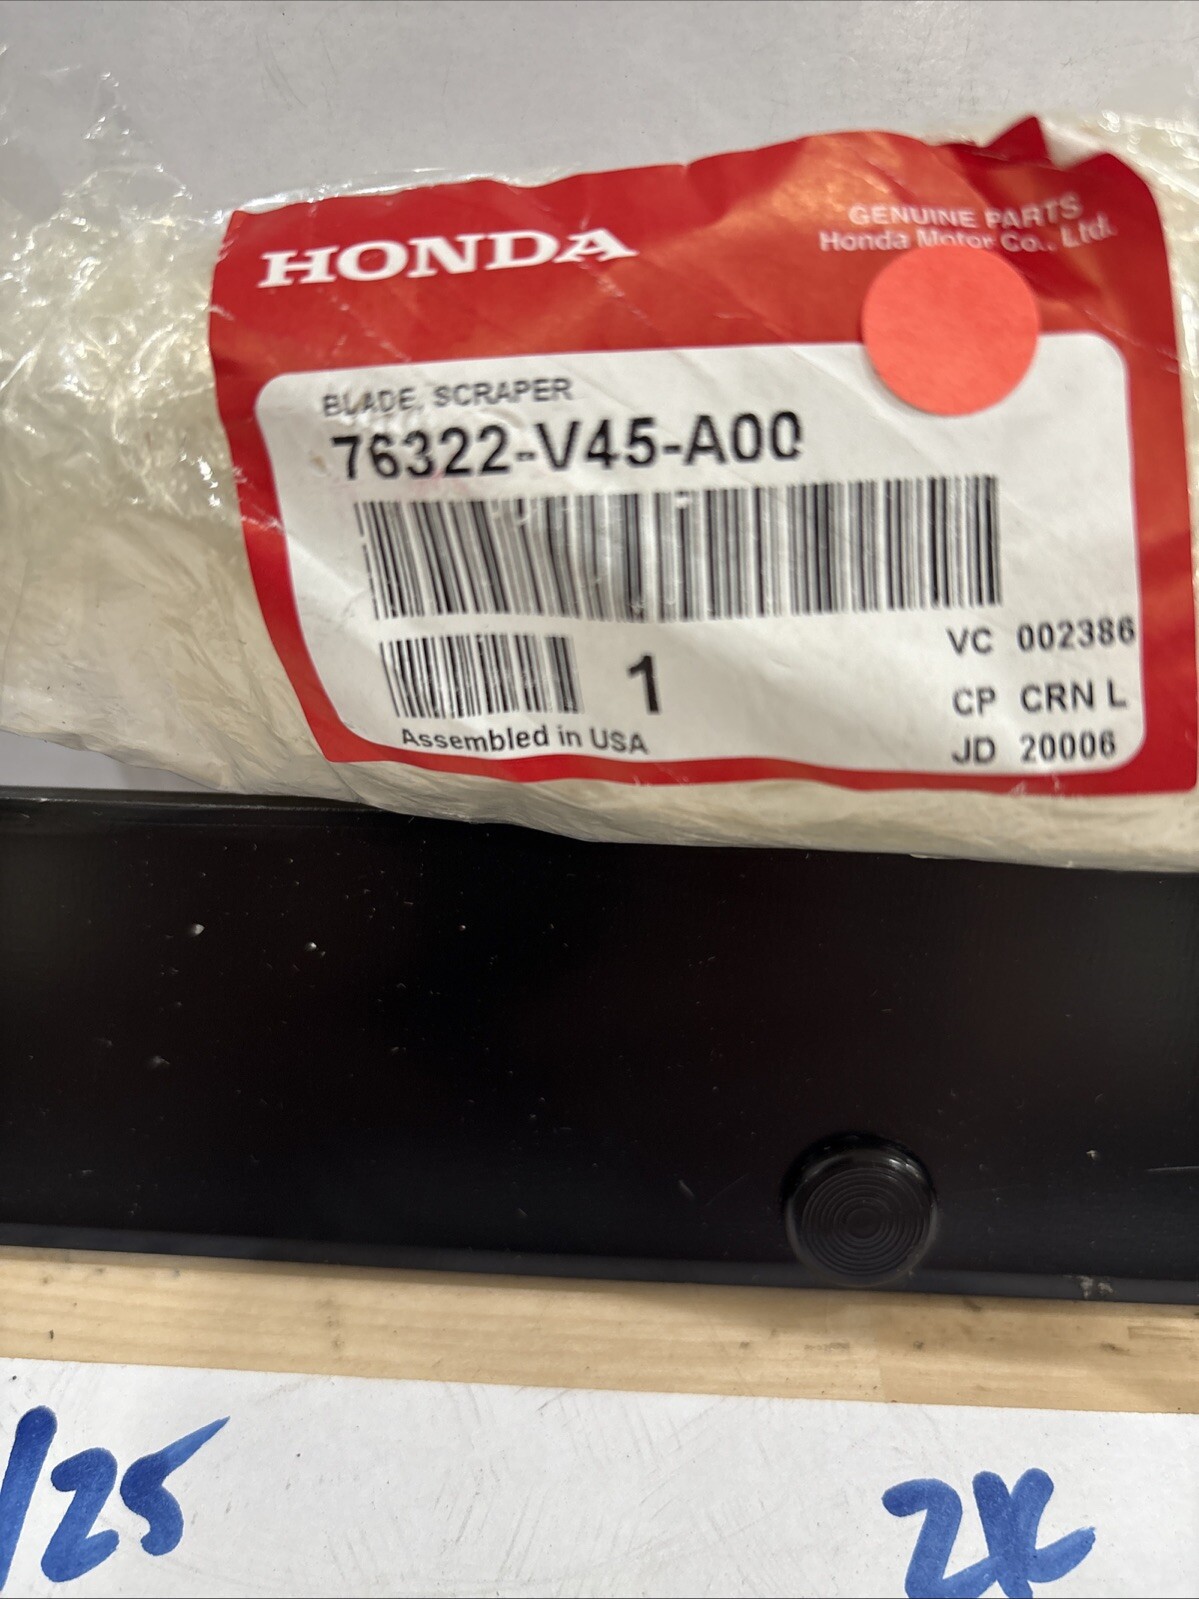 HONDA
GENUINE PARTS
Honda Motor Co., Ltd.
BLADE, SCRAPER
76322-V45-A00
1
VC 002386
CP CRN L
JD 20006
Assembled in USA
/25
2X